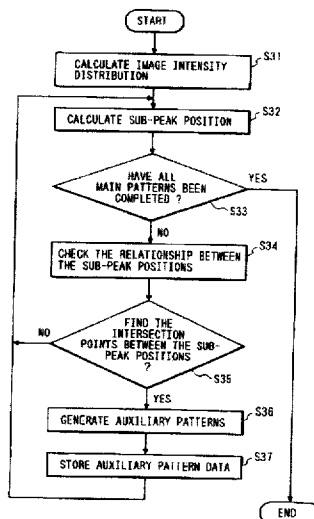 START
CALCULATE IMAGE INTENSITY
DISTRIBUTION
S31
CALCULATE SUB-PEAK POSITION
S32
HAVE ALL
MAIN PATTERNS BEEN
COMPLETED ?
YES
S33
NO
CHECK THE RELATIONSHIP BETWEEN
THE SUB-PEAK POSITIONS
S34
FIND THE
INTERSECTION
POINTS BETWEEN THE SUB-
PEAK POSITIONS
?
NO
S35
YES
GENERATE AUXILIARY PATTERNS
S36
STORE AUXILIARY PATTERN DATA
S37
END